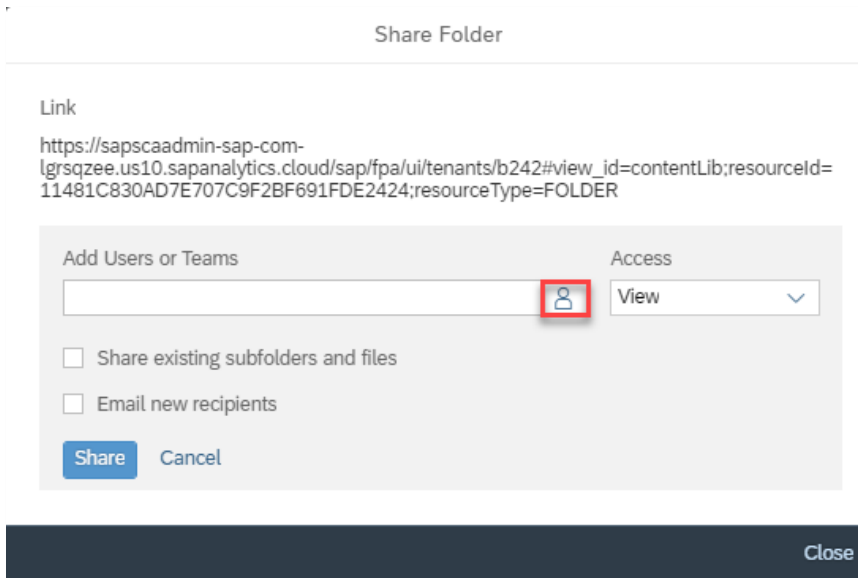 Share Folder
Link
https://sapscaadmin-sap-com-
lgrsqzee.us10.sapanalytics.cloud/sap/fpa/ui/tenants/b242#view_id=contentLib;resourceId=
11481C830AD7E707C9F2BF691FDE2424;resourceType=FOLDER
Add Users or Teams
Access
View
Share existing subfolders and files
Email new recipients
Share Cancel
Close